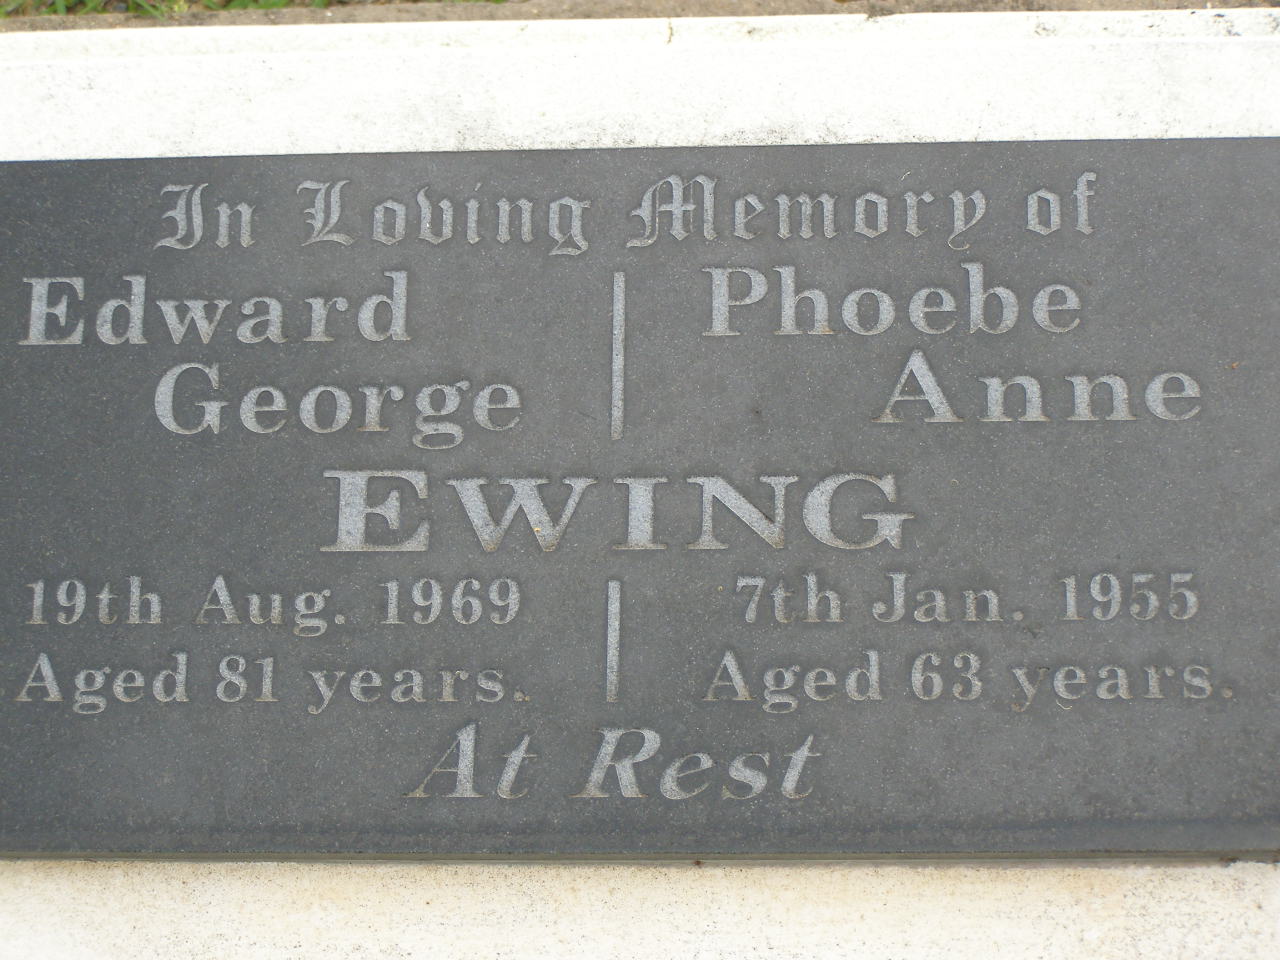 In Loving Memory of
Edward Phoebe
George Anne
EWING
19th Aug. 1969 7th Jan. 1955
Aged 81 years. Aged 63 years.
At Rest